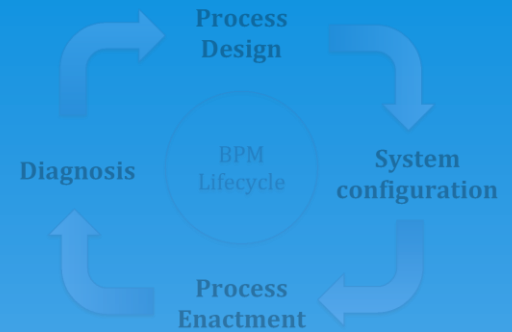 Process
Design
BPM
Lifecycle
System
configuration
Diagnosis
Process
Enactment